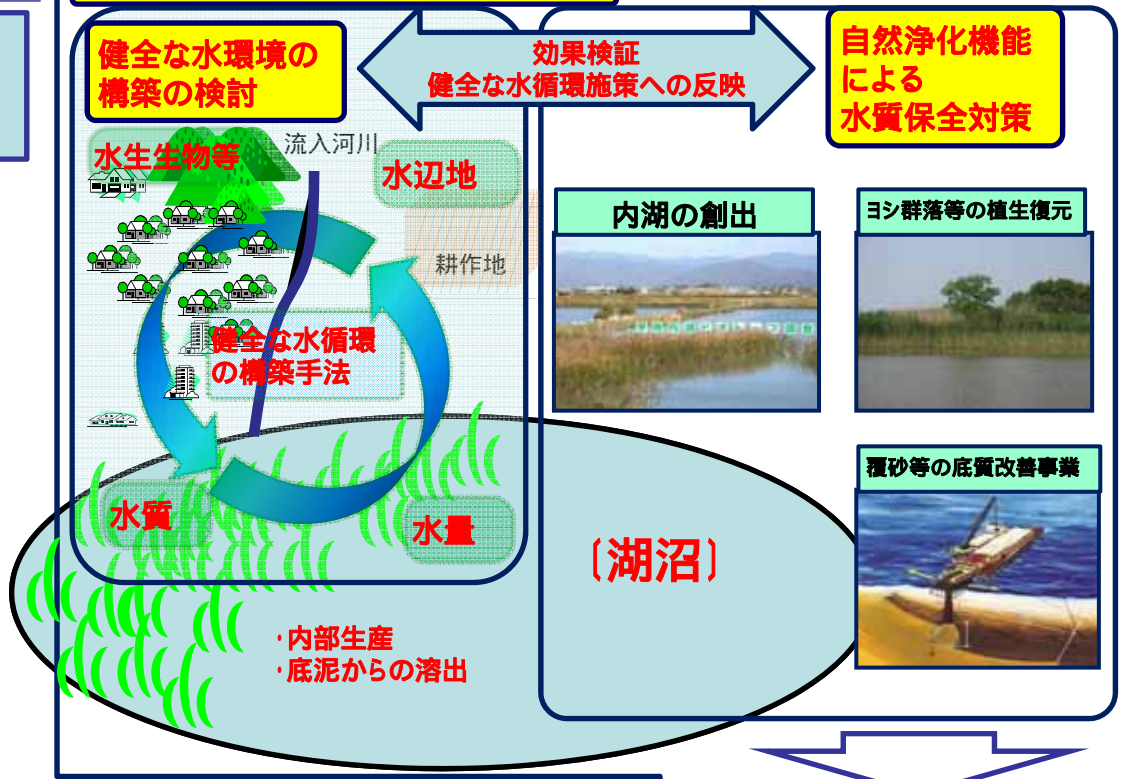 健全な水環境の
構築の検討
効果検証
健全な水循環施策への反映
自然浄化機能
による
水質保全対策
水生生物等
流入河川
水辺地
耕作地
健全な水循環
の構築手法
水質
水量
内湖の創出
ヨシ群落等の植生復元
覆砂等の底質改善事業
〔湖沼〕
・内部生産
・底泥からの溶出